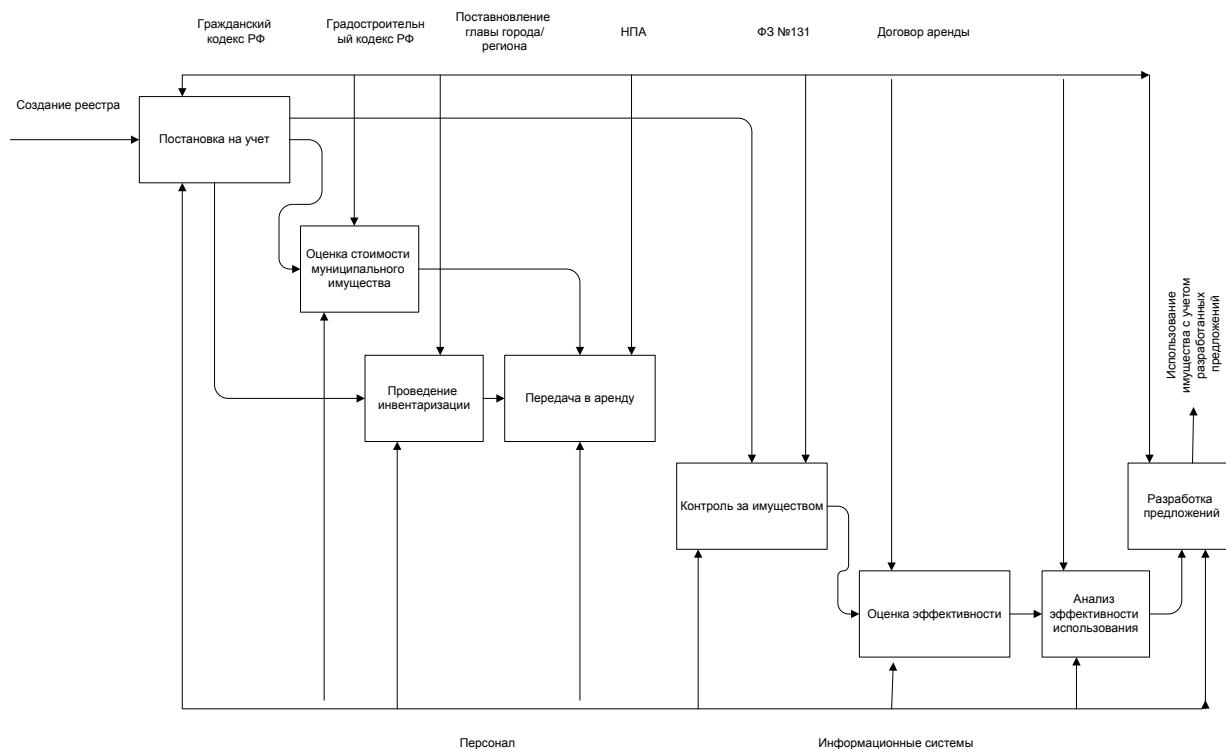 Гражданский
кодекс РФ
Градостроительн
ый кодекс РФ
Поставновление
главы города/
региона
НПА
ФЗ №131
Договор аренды
Создание реестра
Постановка на учет
Оценка стоимости
муниципального
имущества
Проведение
инвентаризации
Передача в аренду
Контроль за имуществом
Оценка эффективности
Анализ
эффективности
использования
Разработка
предложений
Использование
имущества с учетом
разработанных
предложений
Персонал
Информационные системы